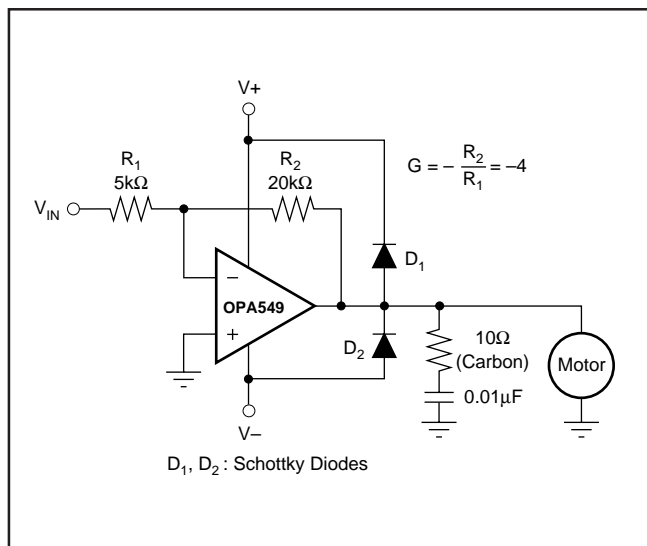 V+
R1
5kΩ
R2
20kΩ
G = – R2/R1 = –4
VIN
–
+
OPA549
D1
D2
10Ω
(Carbon)
0.01µF
Motor
V–
D1, D2 : Schottky Diodes